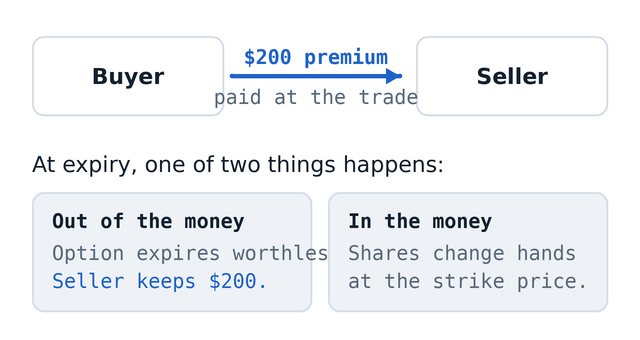 Buyer
$200 premium
paid at the trade
Seller
At expiry, one of two things happens:
Out of the money
Option expires worthles
Seller keeps $200.
In the money
Shares change hands
at the strike price.